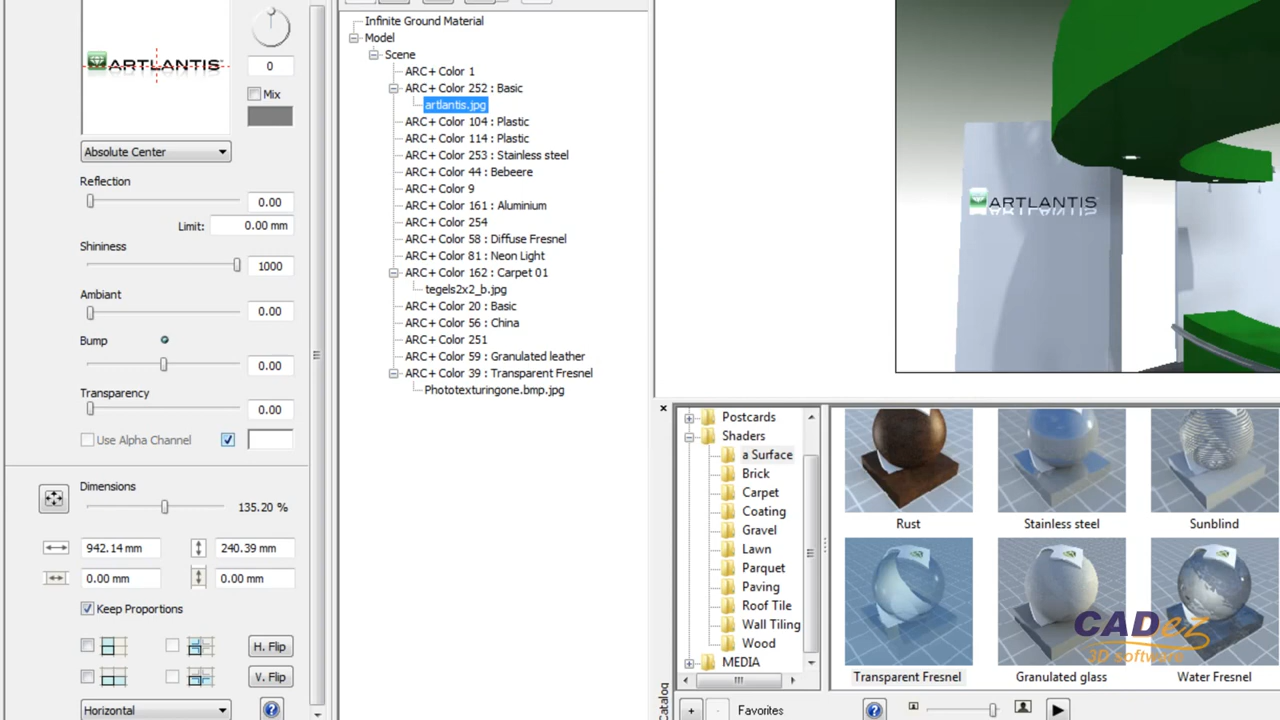 ARTLANTIS
0
Mix
Absolute Center
Reflection
0.00
Limit:
0.00 mm
Shininess
1000
Ambiant
0.00
Bump
0.00
Transparency
0.00
Use Alpha Channel
Dimensions
135.20 %
942.14 mm
240.39 mm
0.00 mm
0.00 mm
Keep Proportions
H. Flip
V. Flip
Horizontal
Infinite Ground Material
Model
Scene
ARC+ Color 1
ARC+ Color 252 : Basic
artlantis.jpg
ARC+ Color 104 : Plastic
ARC+ Color 114 : Plastic
ARC+ Color 253 : Stainless steel
ARC+ Color 44 : Bebeere
ARC+ Color 9
ARC+ Color 161 : Aluminium
ARC+ Color 254
ARC+ Color 58 : Diffuse Fresnel
ARC+ Color 81 : Neon Light
ARC+ Color 162 : Carpet 01
tegels2x2_b.jpg
ARC+ Color 20 : Basic
ARC+ Color 56 : China
ARC+ Color 251
ARC+ Color 59 : Granulated leather
ARC+ Color 39 : Transparent Fresnel
Phototexturingone.bmp.jpg
ARTLANTIS
Catalog
Postcards
Shaders
a Surface
Brick
Carpet
Coating
Gravel
Lawn
Parquet
Paving
Roof Tile
Wall Tiling
Wood
MEDIA
Rust
Stainless steel
Sunblind
Transparent Fresnel
Granulated glass
Water Fresnel
CADez
3D software
Favorites